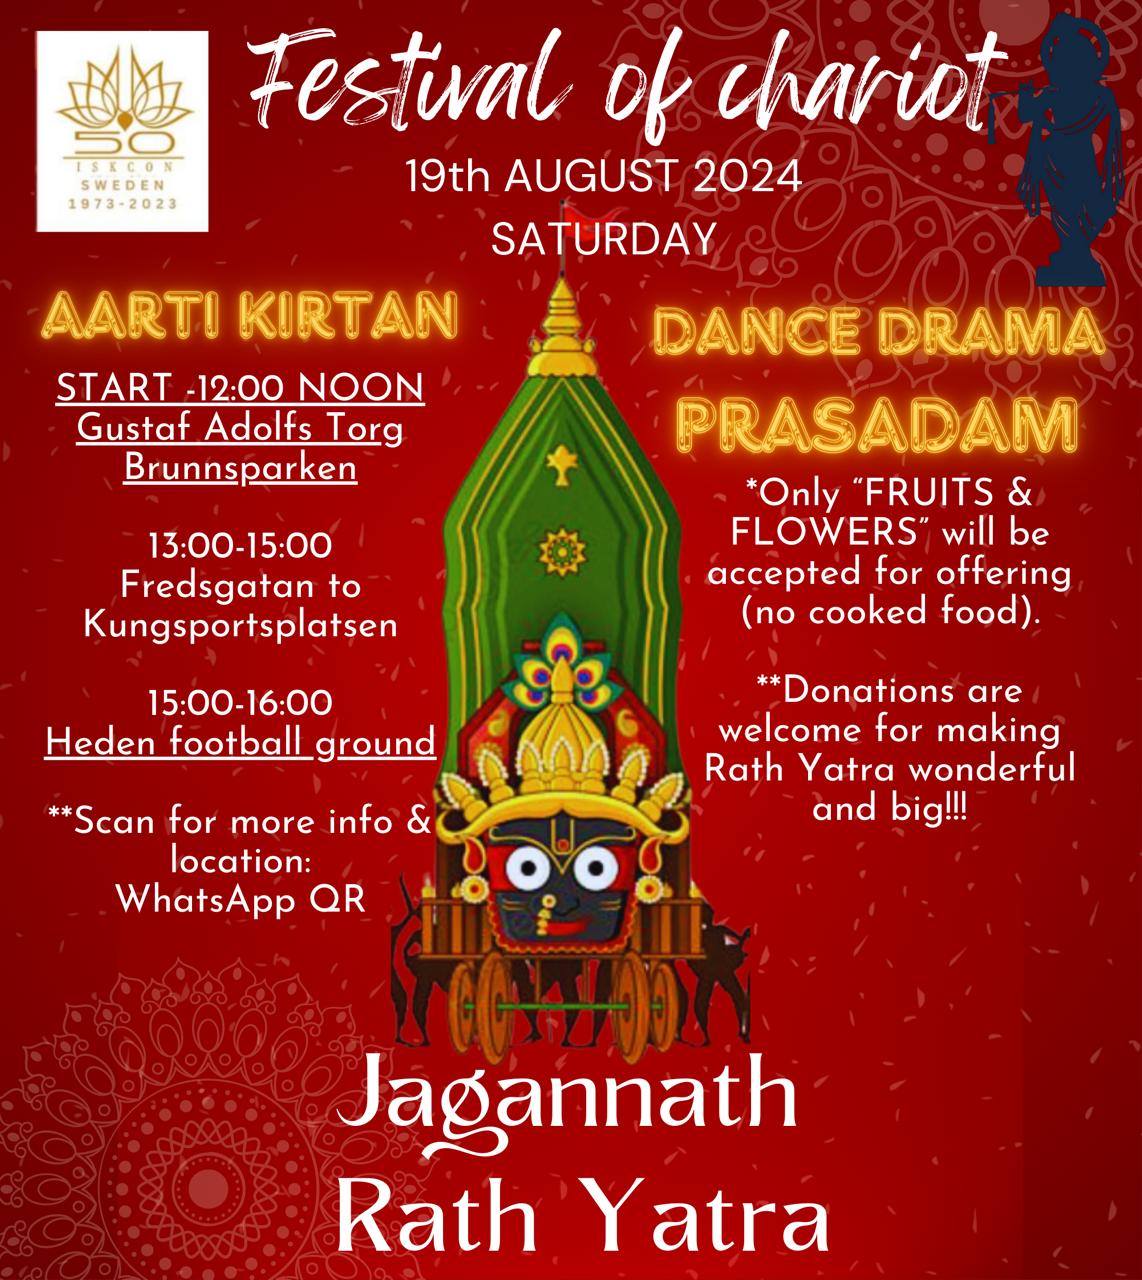 Festival of chariot
50
ISKCON
SWEDEN
1973-2023
19th AUGUST 2024
SATURDAY
AARTI KIRTAN
START -12:00 NOON
Gustaf Adolfs Torg
Brunnsparken
13:00-15:00
Fredsgatan to
Kungsportsplatsen
15:00-16:00
Heden football ground
**Scan for more info &
location:
WhatsApp QR
DANCE DRAMA
PRASADAM
*Only “FRUITS &
FLOWERS” will be
accepted for offering
(no cooked food).
**Donations are
welcome for making
Rath Yatra wonderful
and big!!!
Jagannath
Rath Yatra